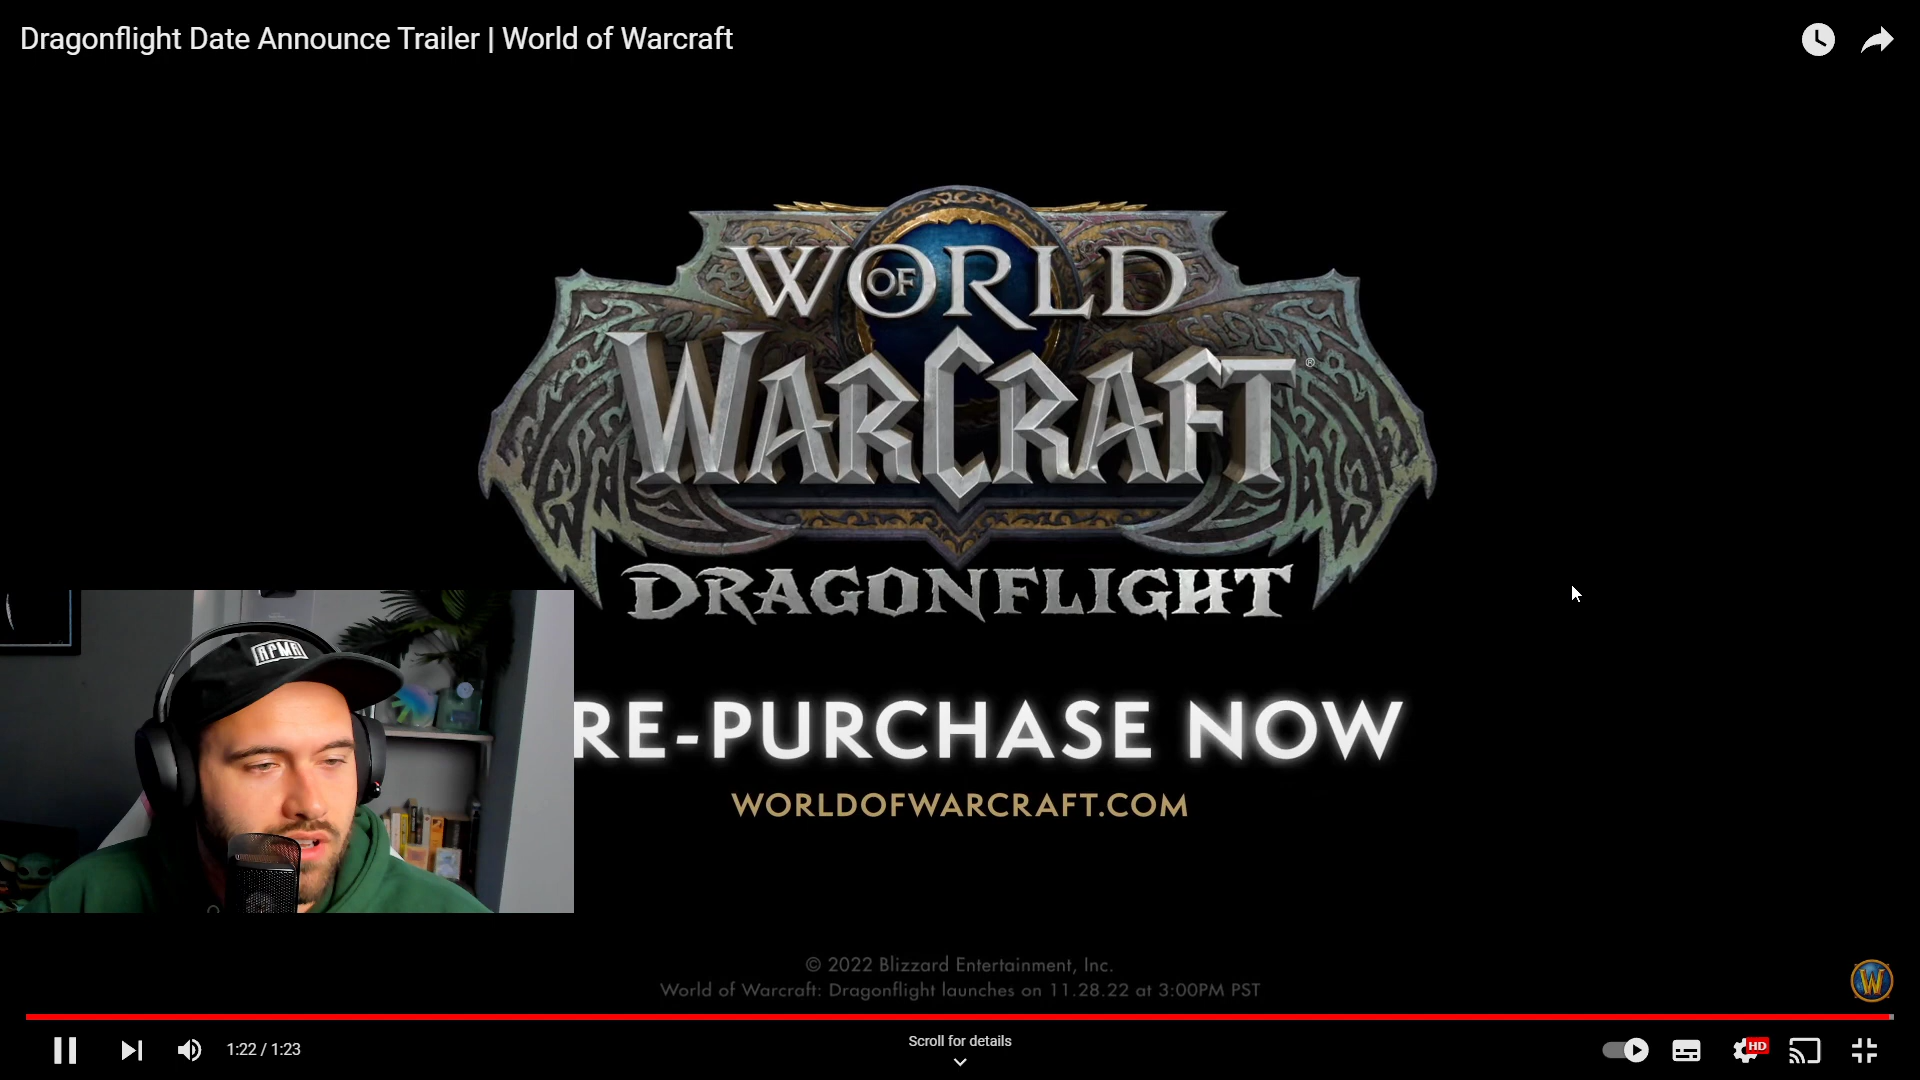 Dragonflight Date Announce Trailer | World of Warcraft
WORLD OF
WARCRAFT®
DRAGONFLIGHT
RPMR
RE-PURCHASE NOW
WORLDOFWARCRAFT.COM
© 2022 Blizzard Entertainment, Inc.
World of Warcraft: Dragonflight launches on 11.28.22 at 3:00PM PST
W
1:22 / 1:23
Scroll for details
HD